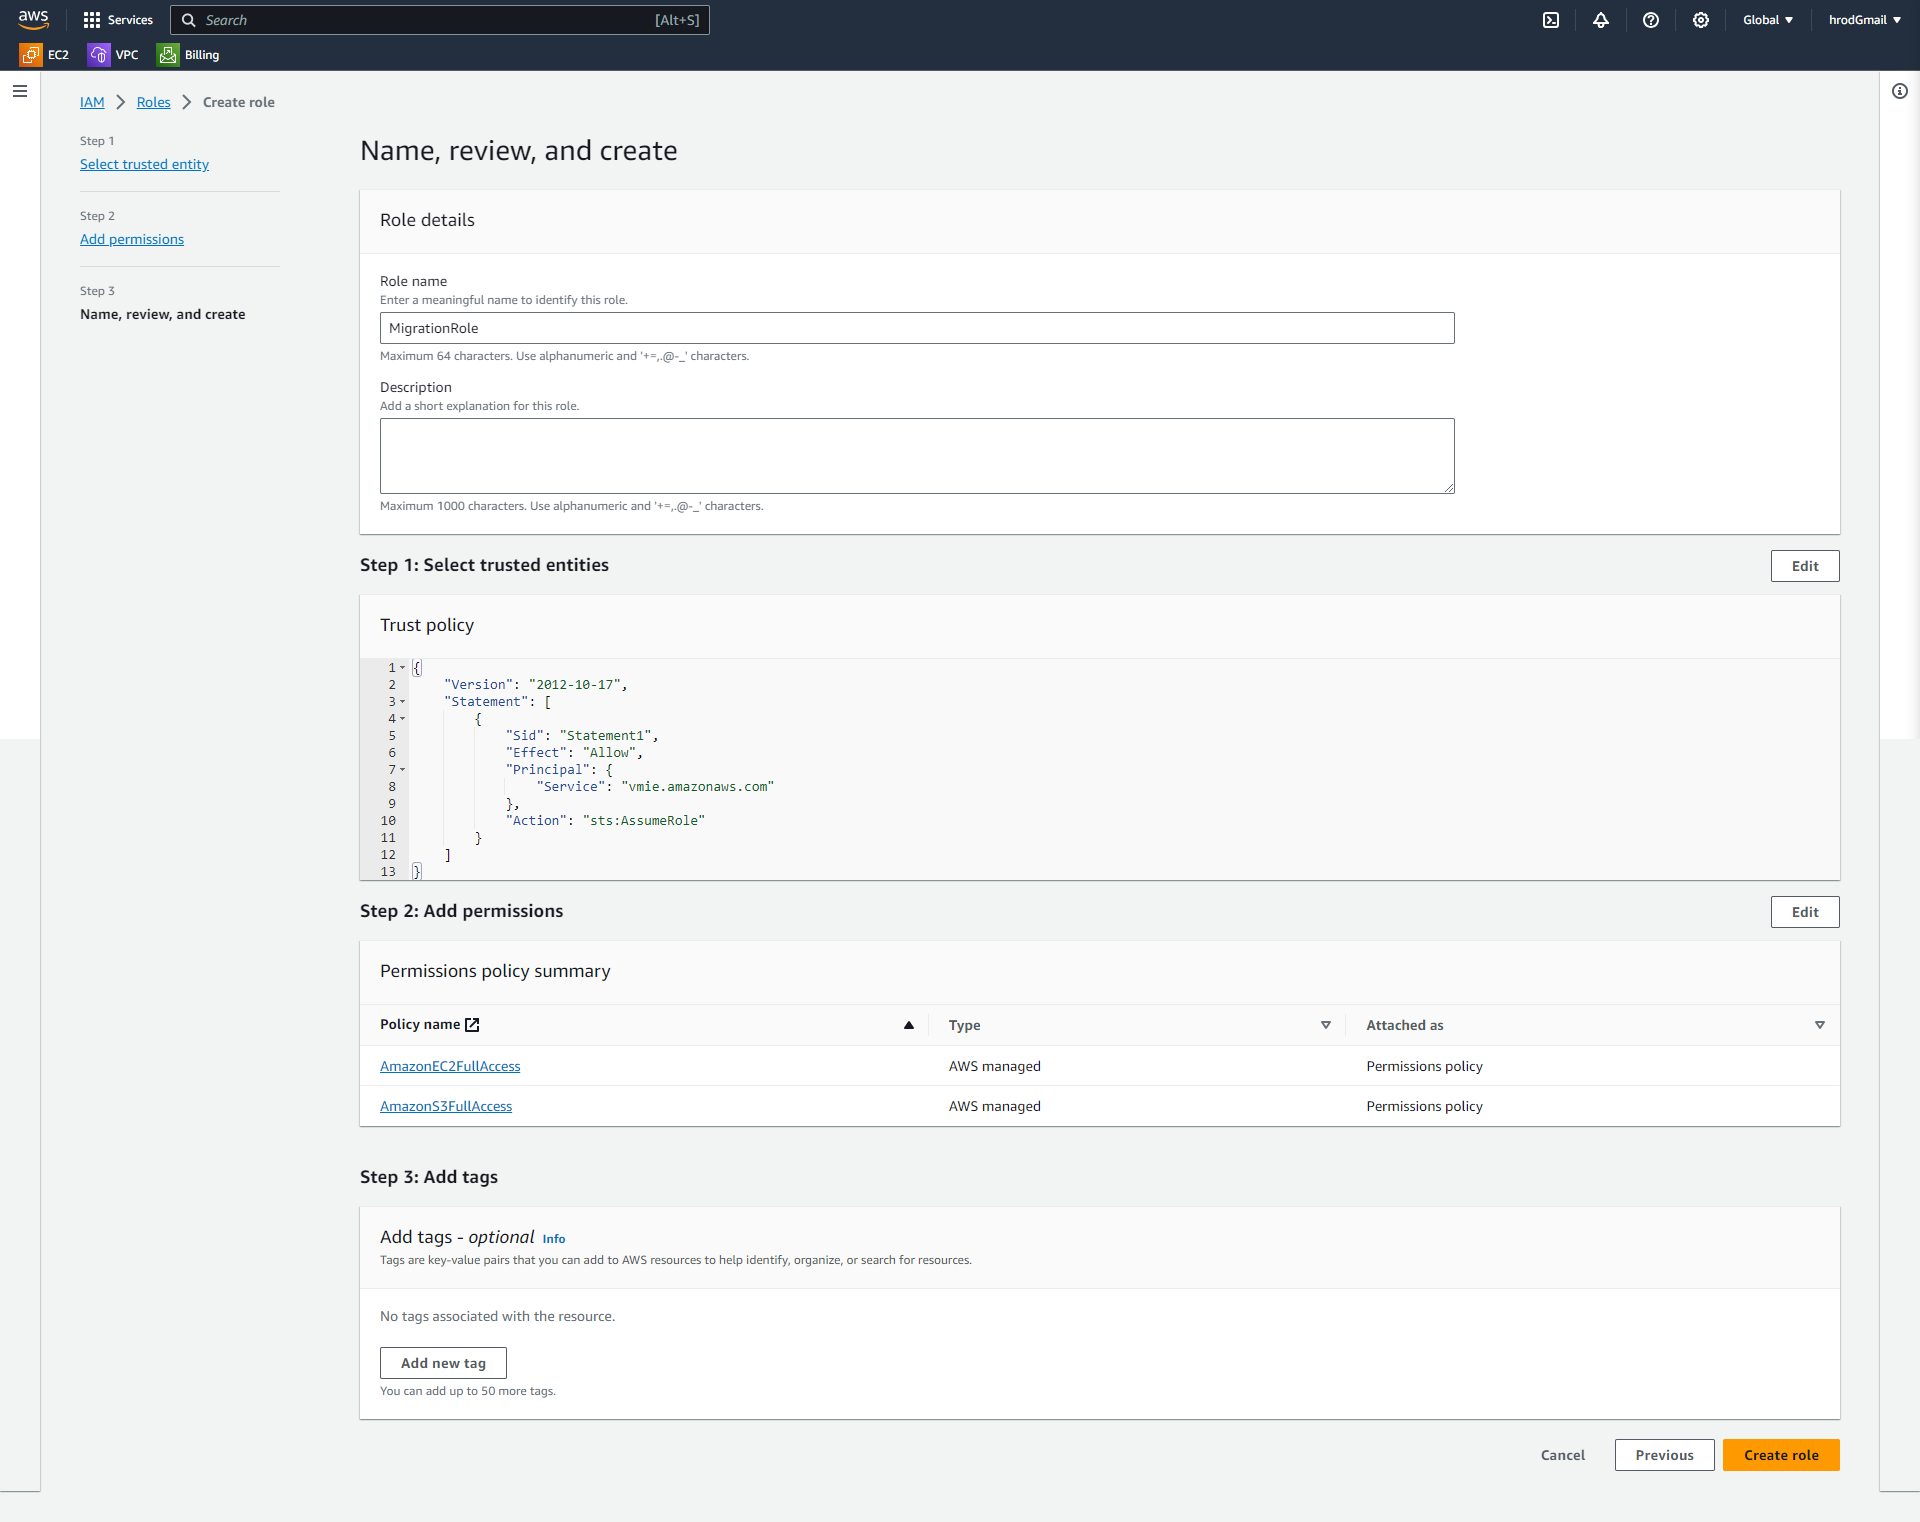 aws
Services
Search
[Alt+S]
Global
hrodGmail
EC2
VPC
Billing
IAM
Roles
Create role
Step 1
Select trusted entity
Step 2
Add permissions
Step 3
Name, review, and create
Name, review, and create
Role details
Role name
Enter a meaningful name to identify this role.
MigrationRole
Maximum 64 characters. Use alphanumeric and '+=,.@-_' characters.
Description
Add a short explanation for this role.
Maximum 1000 characters. Use alphanumeric and '+=,.@-_' characters.
Step 1: Select trusted entities
Edit
Trust policy
1 {
2 "Version": "2012-10-17",
3 "Statement": [
4 {
5 "Sid": "Statement1",
6 "Effect": "Allow",
7 "Principal": {
8 "Service": "vmie.amazonaws.com"
9 },
10 "Action": "sts:AssumeRole"
11 }
12 ]
13 }
Step 2: Add permissions
Edit
Permissions policy summary
Policy name
Type
Attached as
AmazonEC2FullAccess
AWS managed
Permissions policy
AmazonS3FullAccess
AWS managed
Permissions policy
Step 3: Add tags
Add tags - optional Info
Tags are key-value pairs that you can add to AWS resources to help identify, organize, or search for resources.
No tags associated with the resource.
Add new tag
You can add up to 50 more tags.
Cancel
Previous
Create role